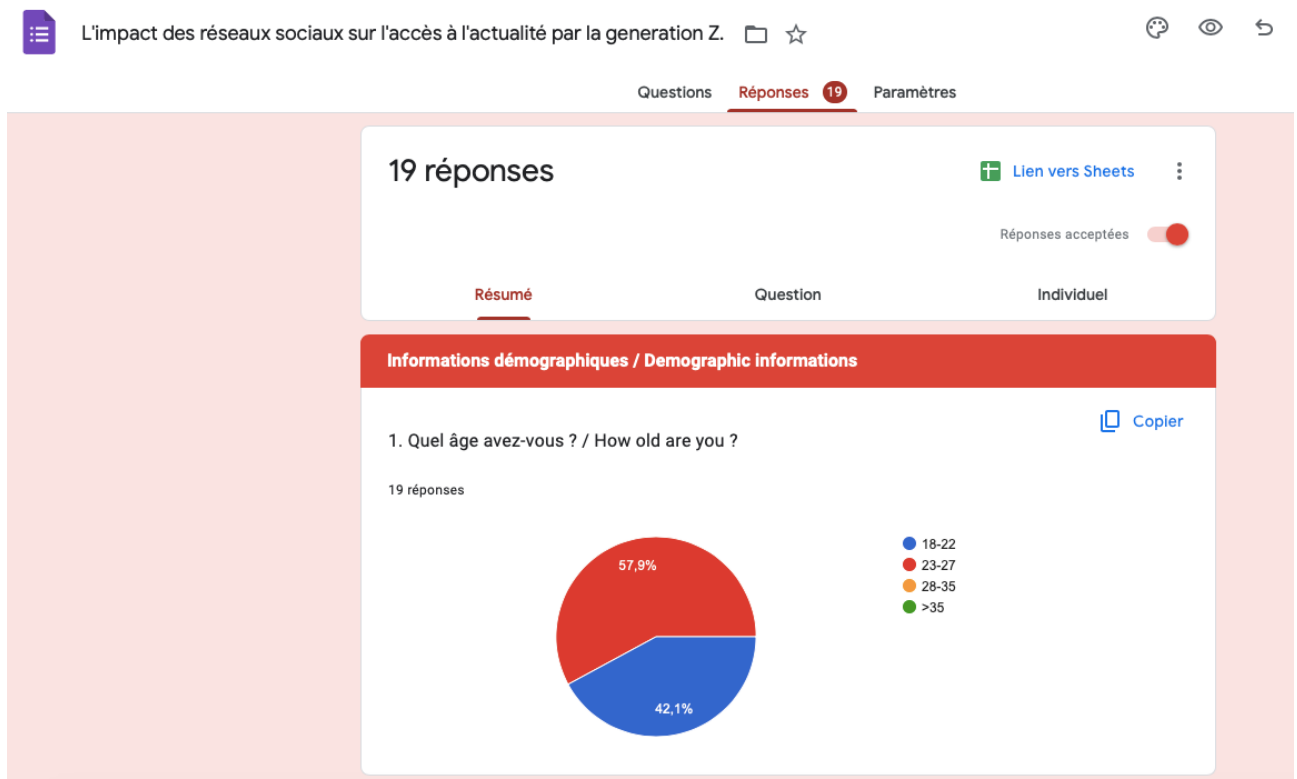 L'impact des réseaux sociaux sur l'accès à l'actualité par la generation Z.
Questions Réponses 19 Paramètres
19 réponses
Lien vers Sheets
Réponses acceptées
Résumé Question Individuel
Informations démographiques / Demographic informations
Copier
1. Quel âge avez-vous ? / How old are you ?
19 réponses
57,9%
42,1%
18-22
23-27
28-35
>35